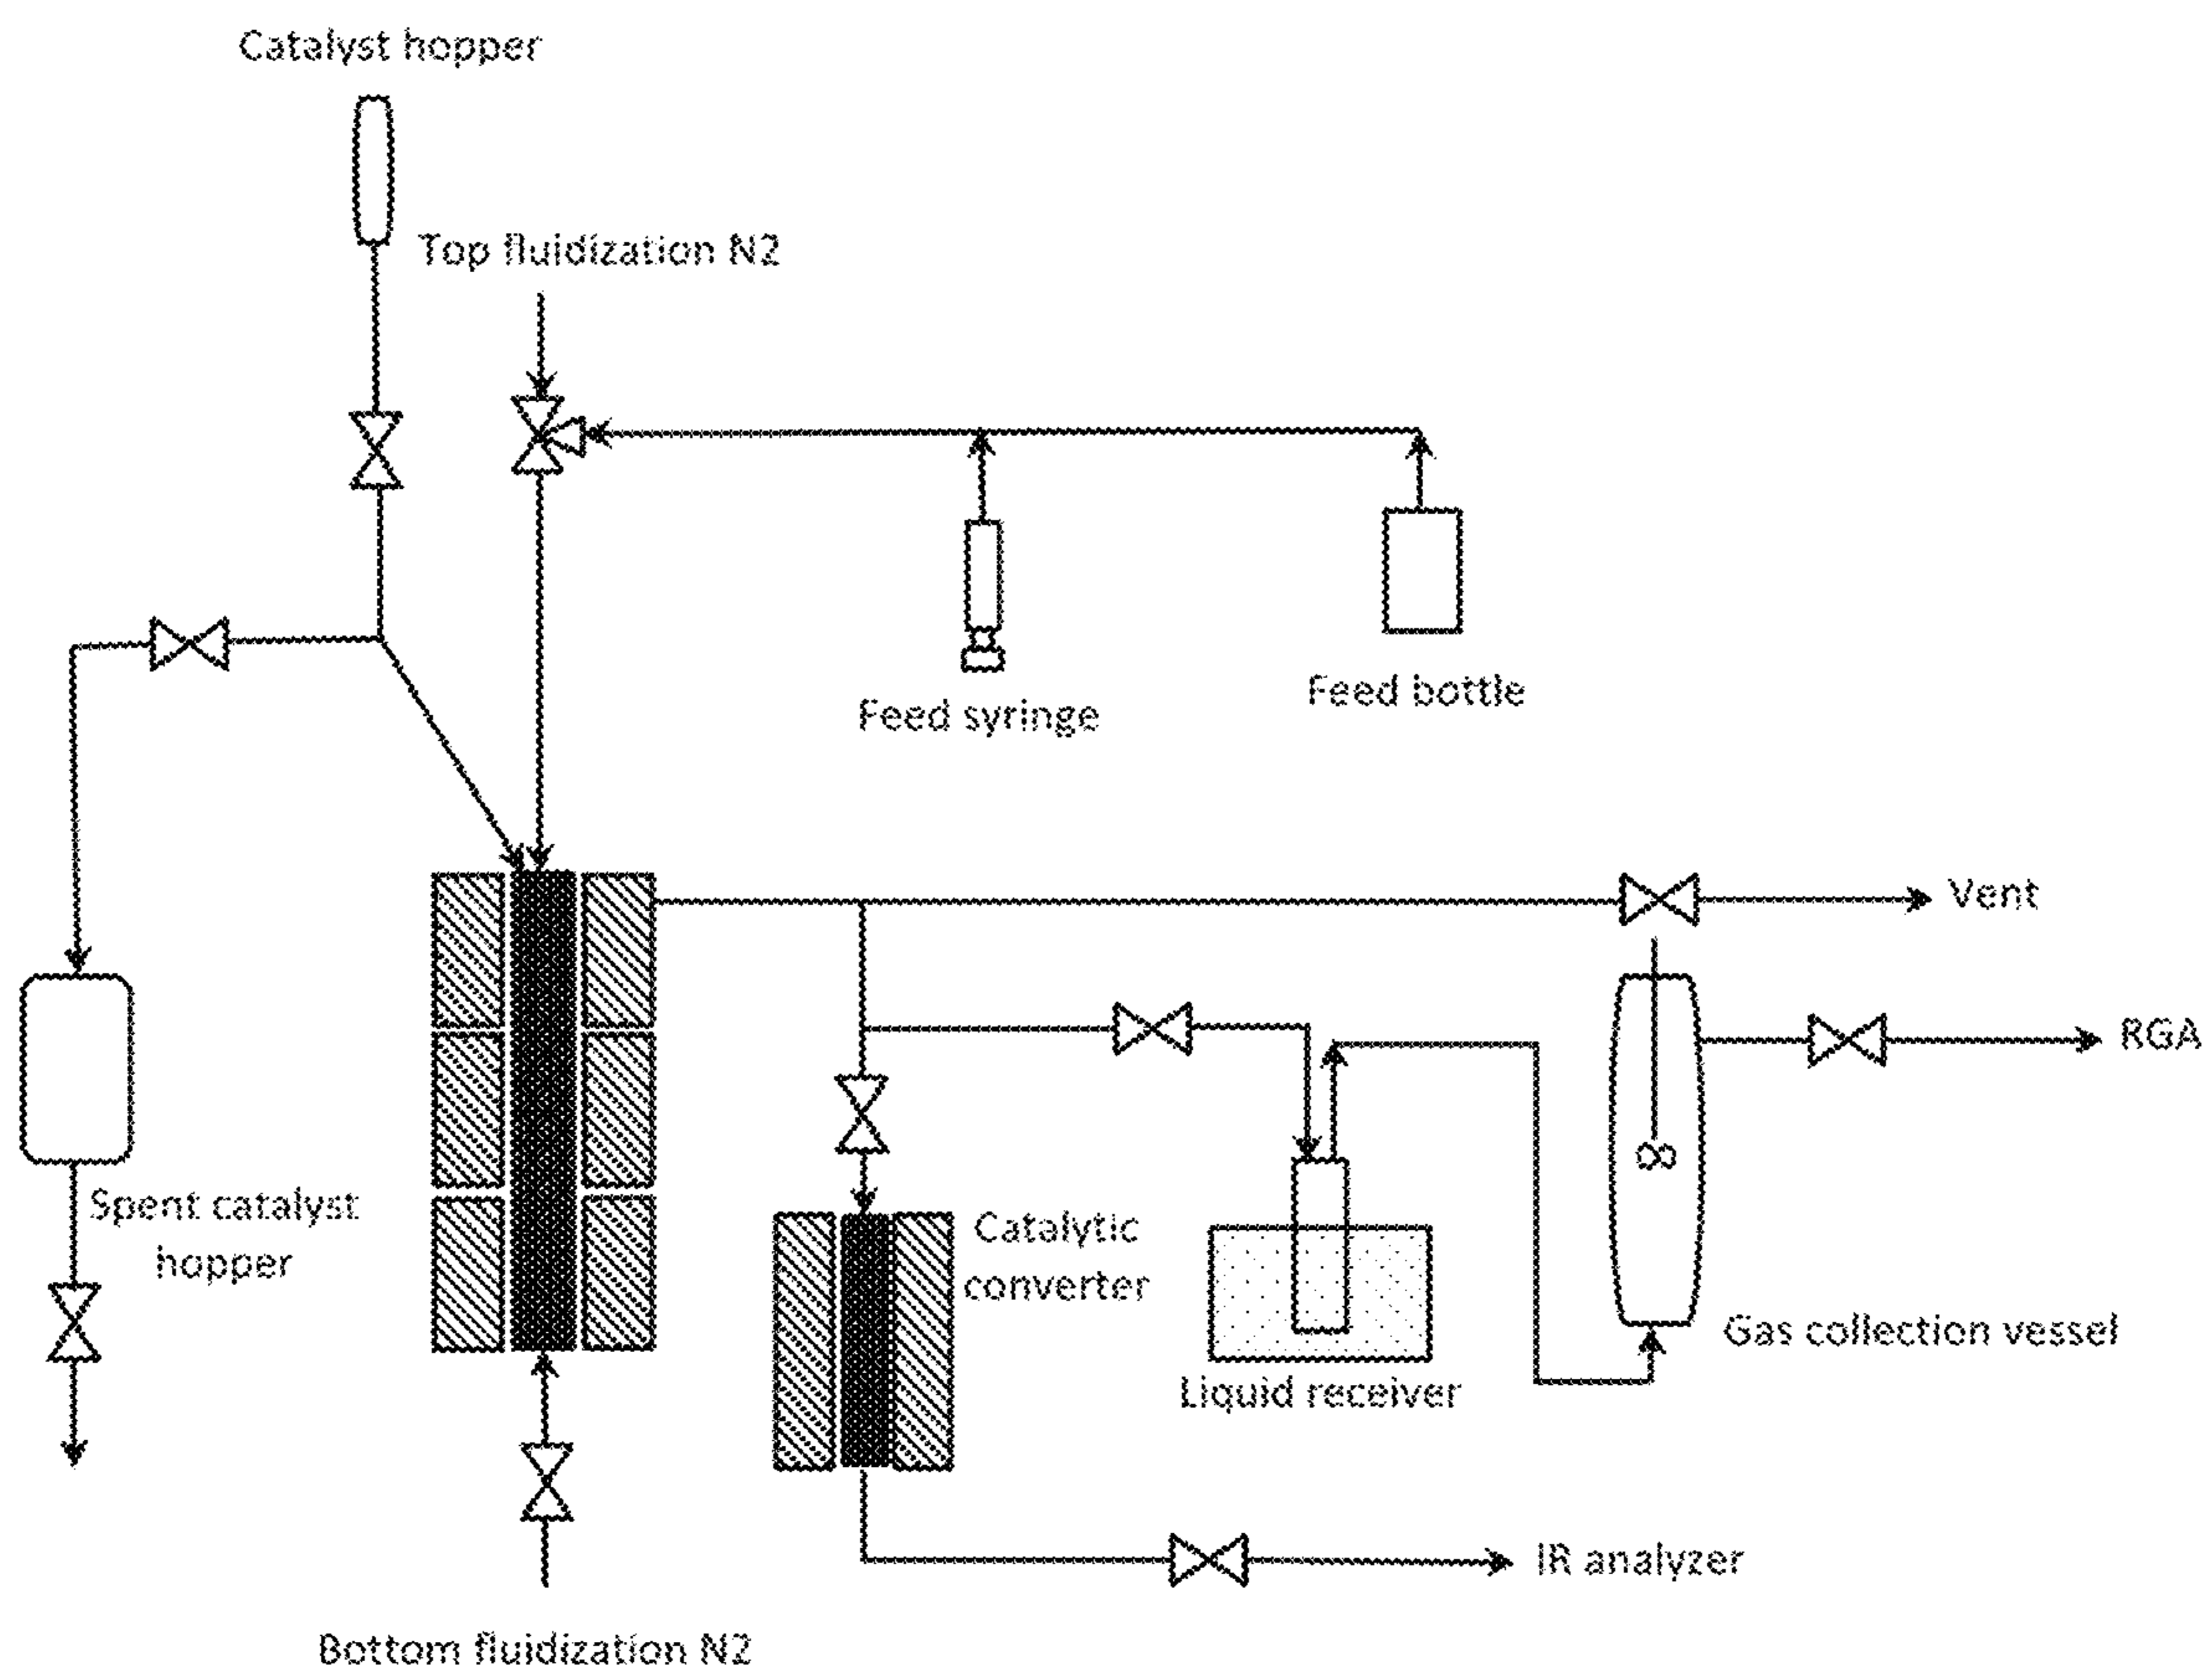 Catalyst hopper
Top fluidization N2
Feed syringe
Feed bottle
Vent
RGA
Spent catalyst
hopper
Catalytic
converter
Liquid receiver
Gas collection vessel
IR analyzer
Bottom fluidization N2